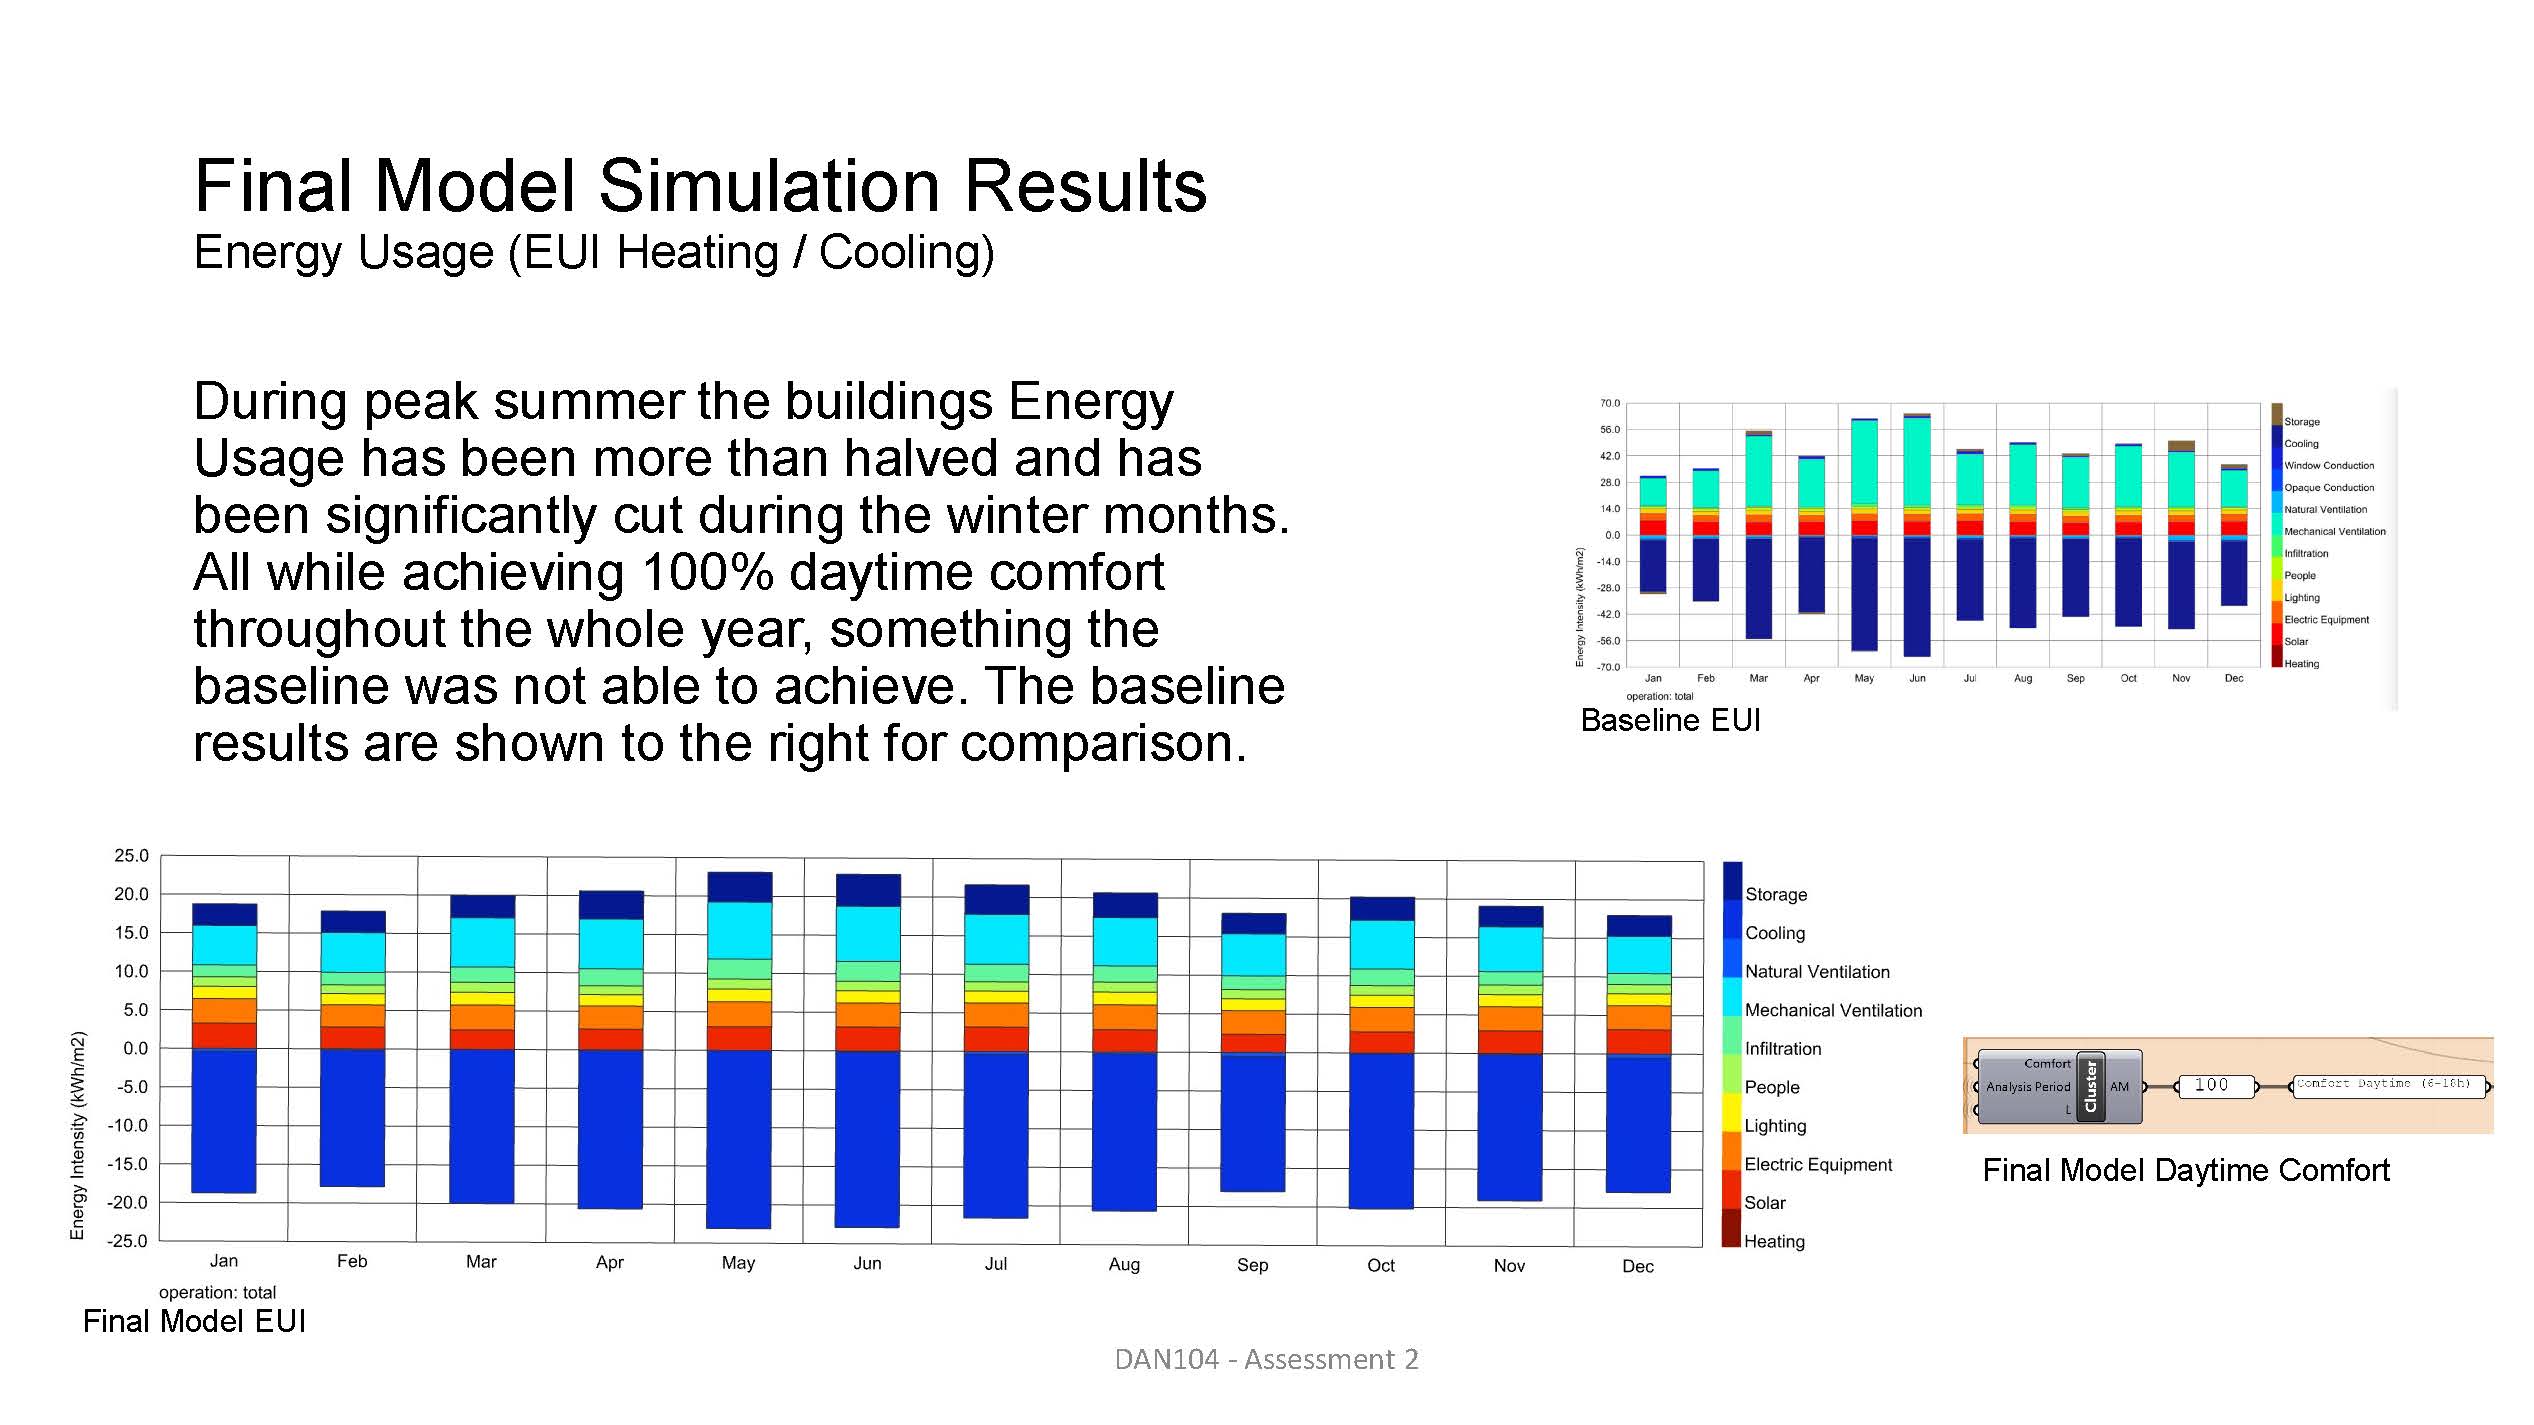 Final Model Simulation Results
Energy Usage (EUI Heating / Cooling)
During peak summer the buildings Energy
Usage has been more than halved and has
been significantly cut during the winter months.
All while achieving 100% daytime comfort
throughout the whole year, something the
baseline was not able to achieve. The baseline
results are shown to the right for comparison.
70.0
56.0
42.0
28.0
14.0
0.0
-14.0
-28.0
-42.0
-56.0
-70.0
Energy Intensity (kWh/m2)
Jan Feb Mar Apr May Jun Jul Aug Sep Oct Nov Dec
operation: total
Storage
Cooling
Window Conduction
Opaque Conduction
Natural Ventilation
Mechanical Ventilation
Infiltration
People
Lighting
Electric Equipment
Solar
Heating
Baseline EUI
25.0
20.0
15.0
10.0
5.0
0.0
-5.0
-10.0
-15.0
-20.0
-25.0
Energy Intensity (kWh/m2)
Jan Feb Mar Apr May Jun Jul Aug Sep Oct Nov Dec
operation: total
Storage
Cooling
Natural Ventilation
Mechanical Ventilation
Infiltration
People
Lighting
Electric Equipment
Solar
Heating
Final Model EUI
Comfort
Analysis Period
L
Cluster
AM
100
Comfort Daytime (6-18h)
Final Model Daytime Comfort
DAN104 - Assessment 2